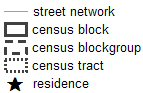 street network
census block
census blockgroup
census tract
residence